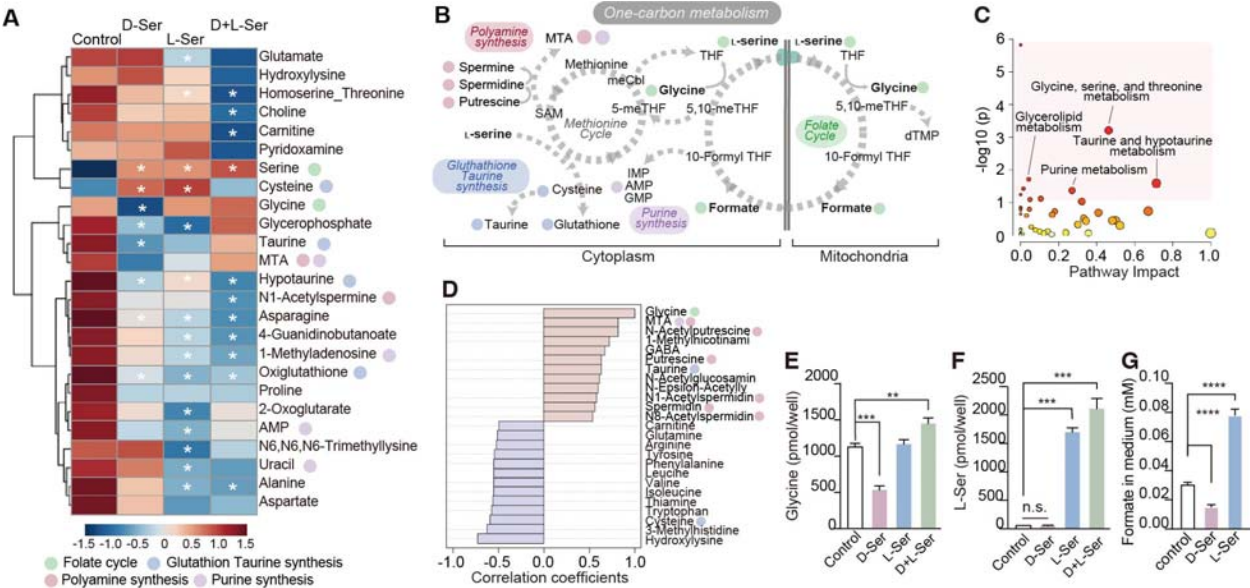 A
Control
D-Ser
L-Ser
D+L-Ser
Glutamate
Hydroxylysine
Homoserine_Threonine
Choline
Carnitine
Pyridoxamine
Serine
Cysteine
Glycine
Glycerophosphate
Taurine
MTA
Hypotaurine
N1-Acetylspermine
Asparagine
4-Guanidinobutanoate
1-Methyladenosine
Oxiglutathione
Proline
2-Oxoglutarate
AMP
N6,N6,N6-Trimethyllysine
Uracil
Alanine
Aspartate
-1.5 -1.0 -0.5 0 0.5 1.0 1.5
Folate cycle
Glutathion Taurine synthesis
Polyamine synthesis
Purine synthesis
B
One-carbon metabolism
Polyamine
synthesis
MTA
Spermine
Spermidine
Putrescine
Methionine
meCbl
SAM
5-meTHF
Methionine
Cycle
L-serine
Gluthathione
Taurine
synthesis
Cysteine
Taurine
Glutathione
IMP
AMP
GMP
Purine
synthesis
L-serine
THF
Glycine
5,10-meTHF
10-Formyl THF
Formate
L-serine
THF
Glycine
5,10-meTHF
dTMP
Folate
Cycle
10-Formyl THF
Formate
Cytoplasm
Mitochondria
C
-log10 (p)
6
5
4
3
2
1
0
Glycine, serine, and threonine
metabolism
Glycerolipid
metabolism
Taurine and hypotaurine
metabolism
Purine metabolism
0.0 0.2 0.4 0.6 0.8 1.0
Pathway Impact
D
Glycine
MTA
N-Acetylputrescine
1-Methylnicotinami
GABA
Putrescine
Taurine
N-Acetylglucosamin
N-Epsilon-Acetylly
N1-Acetylspermidin
Spermidin
N8-Acetylspermidin
Carnitine
Glutamine
Arginine
Tyrosine
Phenylalanine
Leucine
Valine
Isoleucine
Thiamine
Tryptophan
Cysteine
3-Methylhistidine
Hydroxylysine
-1.0 -0.5 0.0 0.5 1.0
Correlation coefficients
E
Glycine (pmol/well)
2000
1500
1000
500
0
**
***
Control
D-Ser
L-Ser
D+L-Ser
F
L-Ser (pmol/well)
2500
2000
1500
1000
500
0
***
***
n.s.
Control
D-Ser
L-Ser
D+L-Ser
G
Formate in medium (mM)
0.10
0.08
0.06
0.04
0.02
0.00
****
****
Control
D-Ser
L-Ser